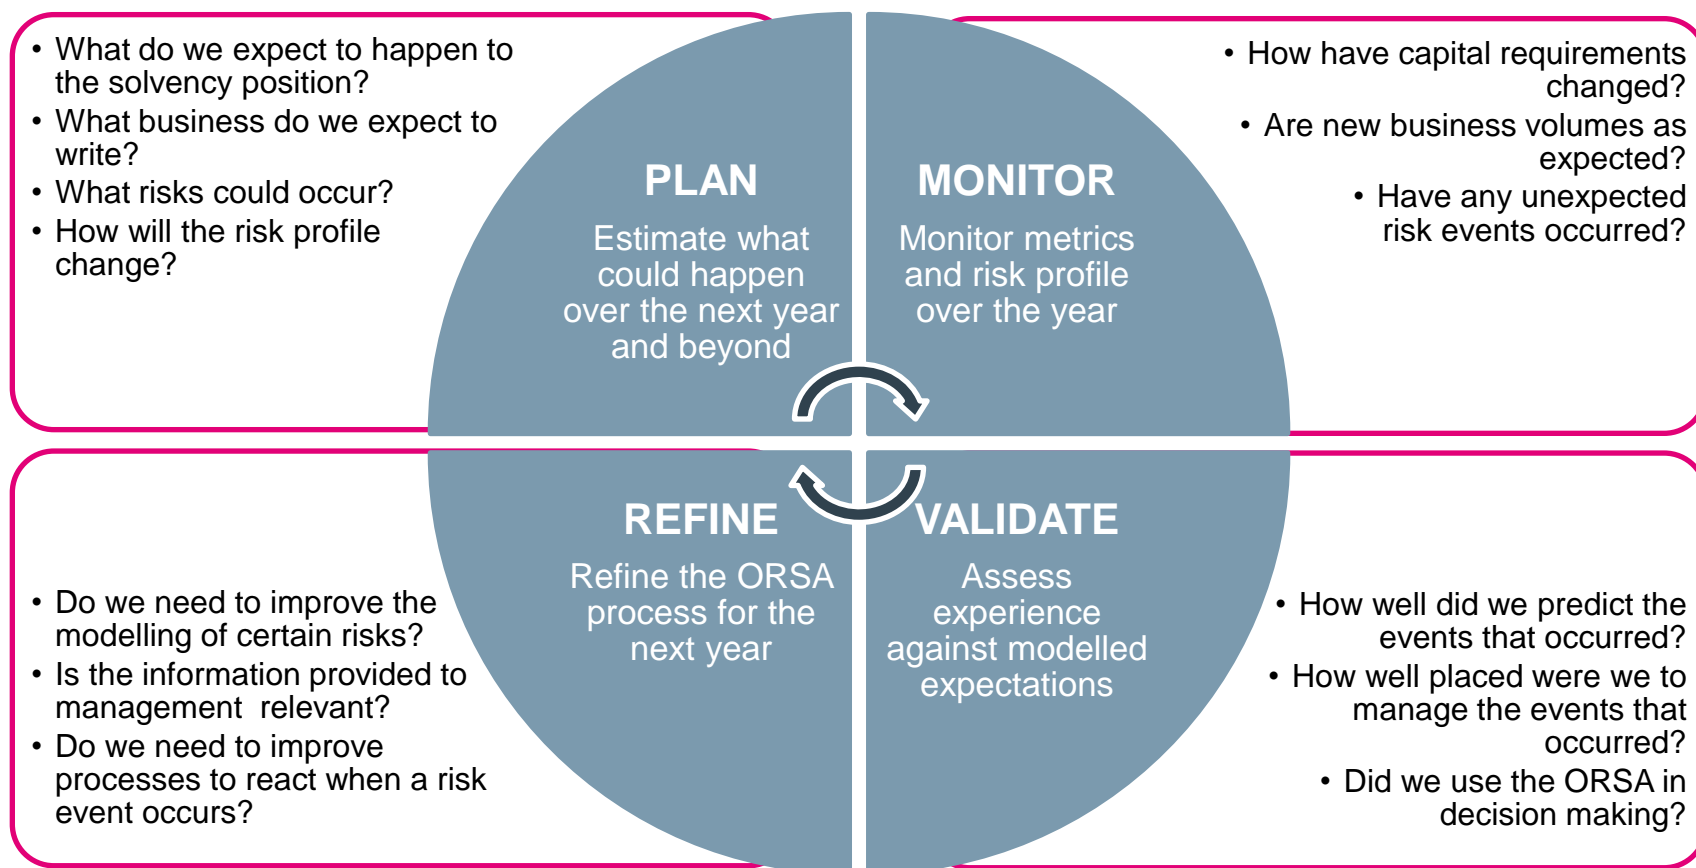 • What do we expect to happen to
the solvency position?
• What business do we expect to
write?
• What risks could occur?
• How will the risk profile
change?
PLAN
Estimate what
could happen
over the next year
and beyond
MONITOR
Monitor metrics
and risk profile
over the year
• How have capital requirements
changed?
• Are new business volumes as
expected?
• Have any unexpected
risk events occurred?
• Do we need to improve the
modelling of certain risks?
• Is the information provided to
management  relevant?
• Do we need to improve
processes to react when a risk
event occurs?
REFINE
Refine the ORSA
process for the
next year
VALIDATE
Assess
experience
against modelled
expectations
• How well did we predict the
events that occurred?
• How well placed were we to
manage the events that
occurred?
• Did we use the ORSA in
decision making?